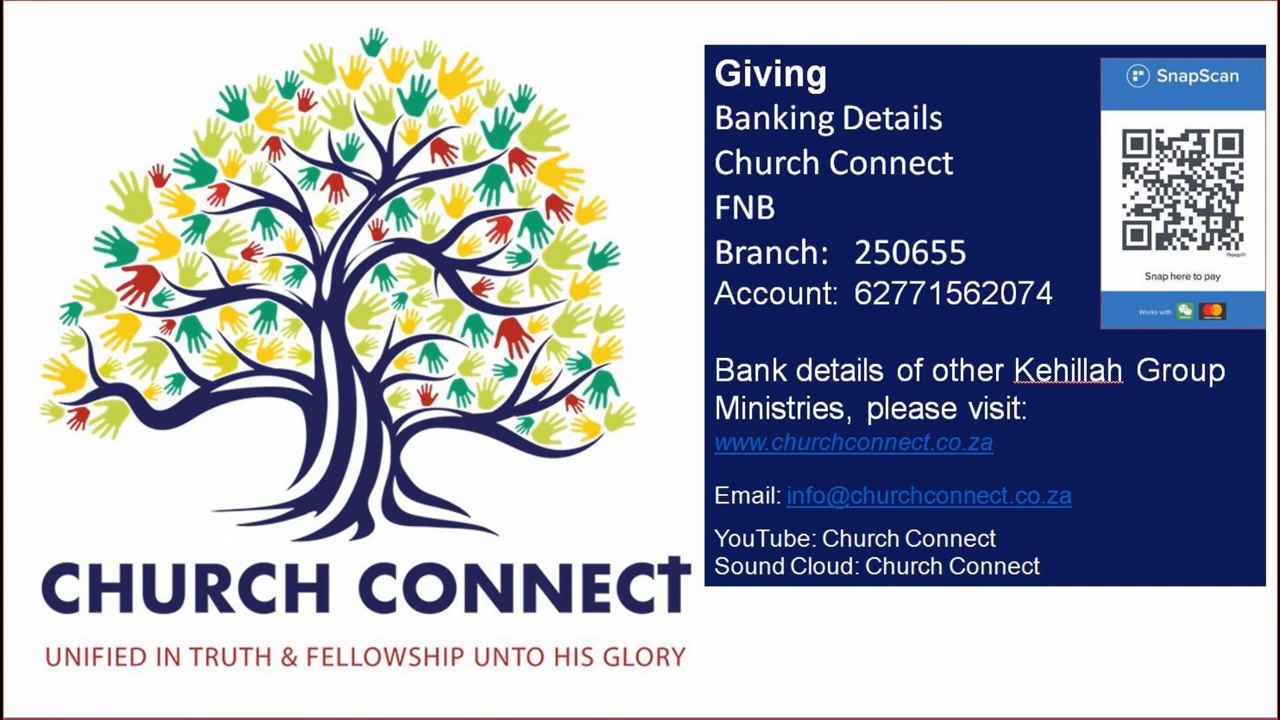 CHURCH CONNECT
UNIFIED IN TRUTH & FELLOWSHIP UNTO HIS GLORY
Giving
Banking Details
Church Connect
FNB
Branch: 250655
Account: 62771562074
Bank details of other Kehillah Group
Ministries, please visit:
www.churchconnect.co.za
Email: info@churchconnect.co.za
YouTube: Church Connect
Sound Cloud: Church Connect
SnapScan
Snap here to pay
Works with